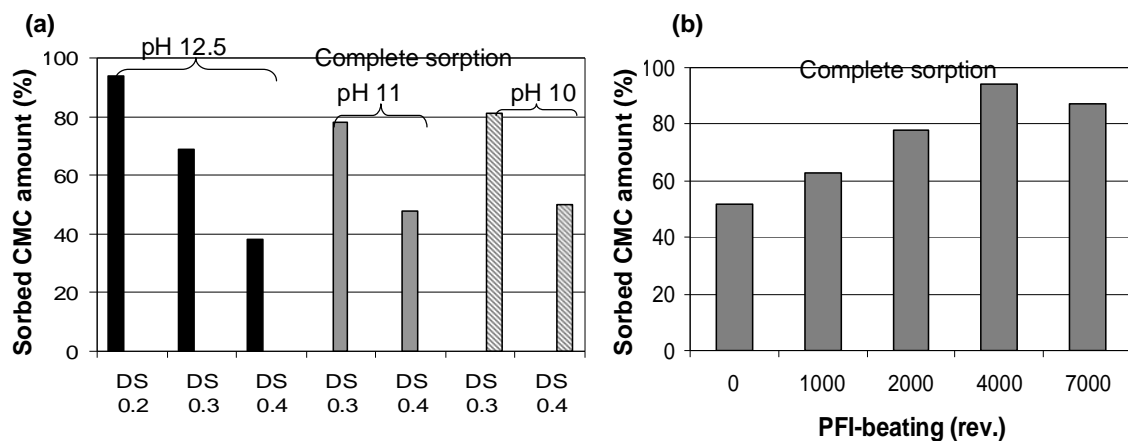 (a)
Sorbed CMC amount (%)
100
80
60
40
20
0
pH 12.5
Complete sorption
pH 11
pH 10
DS DS DS DS DS DS DS
0.2 0.3 0.4 0.3 0.4 0.3 0.4
(b)
Sorbed CMC amount (%)
100
80
60
40
20
0
Complete sorption
0 1000 2000 4000 7000
PFI-beating (rev.)